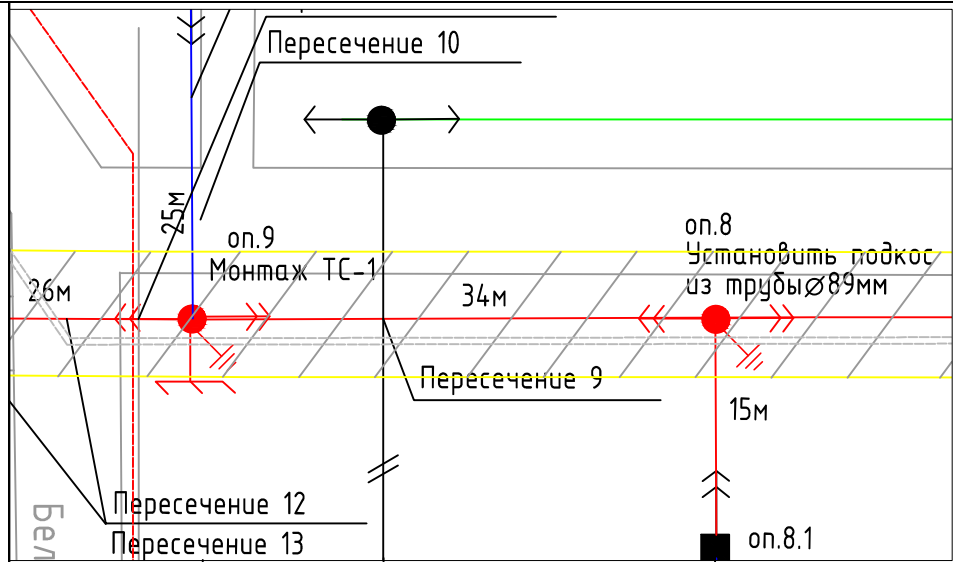 Пересечение 10
25м
оп.9
Монтаж ТС-1
оп.8
Установить подкос
из трубы⌀89мм
26м
34м
Пересечение 9
15м
Пересечение 12
Пересечение 13
оп.8.1
Бел